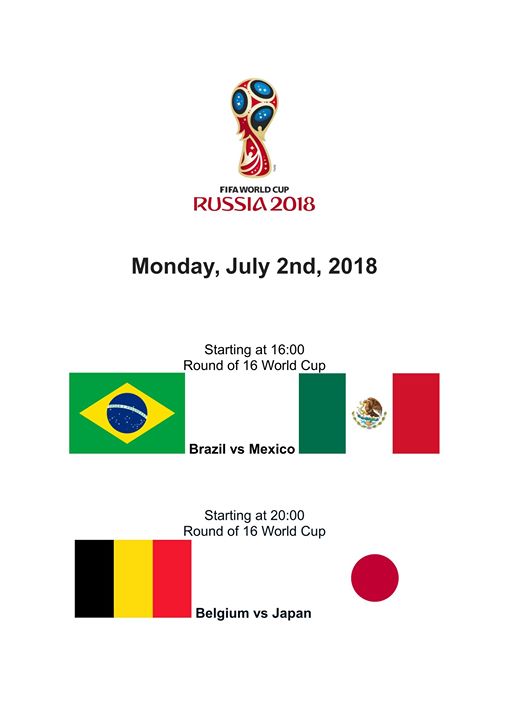 FIFA WORLD CUP
RUSSIA 2018
Monday, July 2nd, 2018
Starting at 16:00
Round of 16 World Cup
Brazil vs Mexico
Starting at 20:00
Round of 16 World Cup
Belgium vs Japan